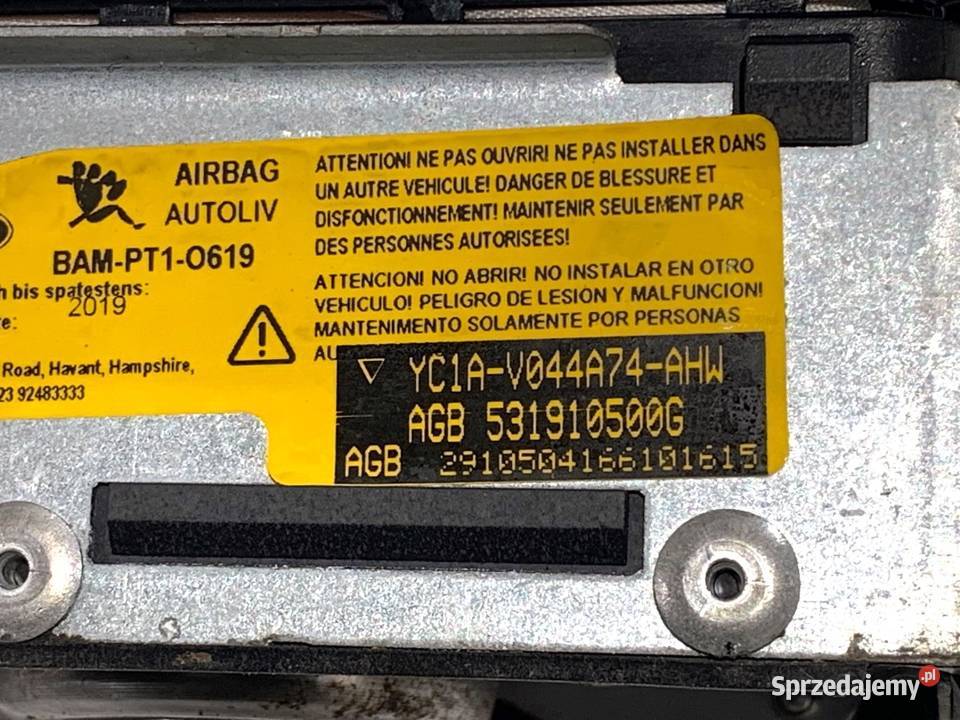 AIRBAG
AUTOLIV
BAM-PT1-O619
h bis spatestens:
2019
e:
Road, Havant, Hampshire,
23 92483333
ATTENTION! NE PAS OUVRIR! NE PAS INSTALLER DANS
UN AUTRE VEHICULE! DANGER DE BLESSURE ET
DISFONCTIONNEMENT! MAINTENIR SEULEMENT PAR
DES PERSONNES AUTORISEES!
ATTENCION! NO ABRIR! NO INSTALAR EN OTRO
VEHICULO! PELIGRO DE LESION Y MALFUNCION!
MANTENIMENTO SOLAMENTE POR PERSONAS
AU
YC1A-V044A74-AHW
AGB 531910500G
AGB 2910504166101615
Sprzedajemy.pl